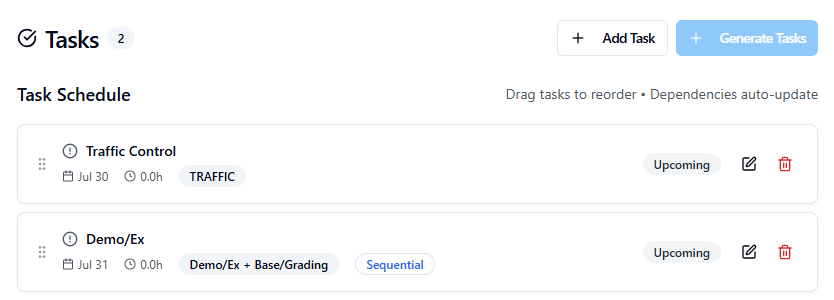 Tasks 2 Add Task Generate Tasks
Task Schedule Drag tasks to reorder • Dependencies auto-update
Traffic Control
Jul 30 0.0h TRAFFIC Upcoming
Demo/Ex
Jul 31 0.0h Demo/Ex + Base/Grading Sequential Upcoming